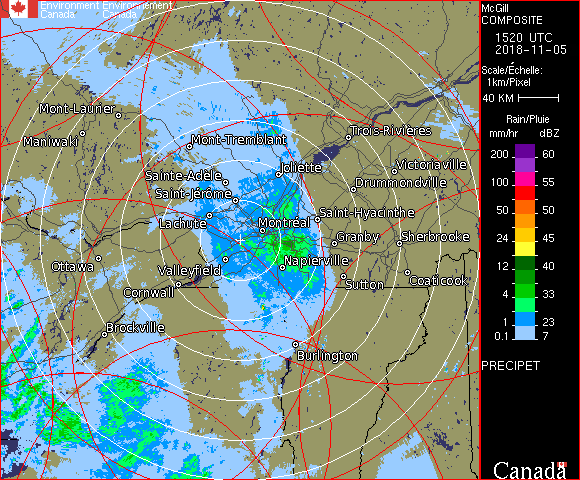 Environment Environnement
Canada Canada
McGill
COMPOSITE
1520 UTC
2018-11-05
Scale/Échelle:
1km/Pixel
40 KM
Rain/Pluie
mm/hr dBZ
200 60
100 55
50 50
24 45
12 40
4 33
1 23
0.1 7
PRECIPET
Canada
Mont-Laurier
Maniwaki
Mont-Tremblant
Trois-Rivières
Joliette
Victoriaville
Sainte-Adèle
Drummondville
Saint-Jérôme
Saint-Hyacinthe
Lachute
Montréal
Granby
Sherbrooke
Ottawa
Valleyfield
Napierville
Cornwall
Sutton
Coaticook
Brockville
Burlington